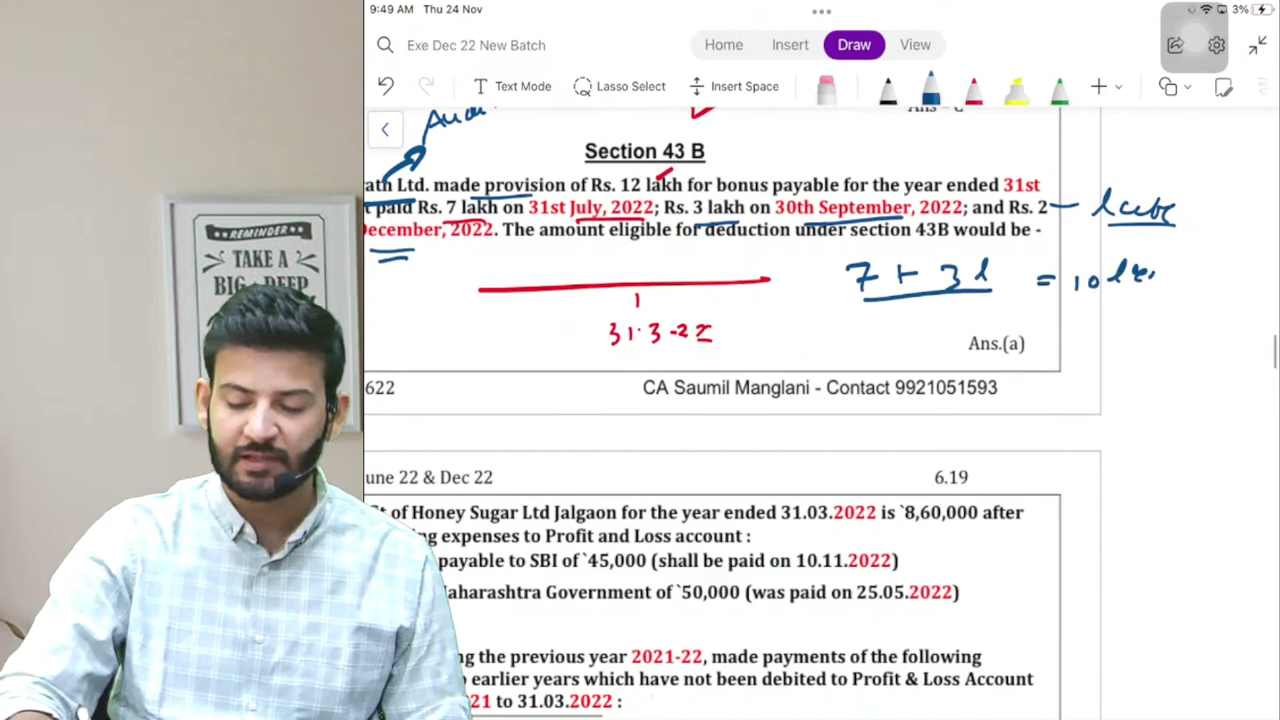 9:49 AM Thu 24 Nov
3%
Exe Dec 22 New Batch
Home Insert Draw View
Text Mode Lasso Select Insert Space
Section 43 B
ath Ltd. made provision of Rs. 12 lakh for bonus payable for the year ended 31st
paid Rs. 7 lakh on 31st July, 2022; Rs. 3 lakh on 30th September, 2022; and Rs. 2
December, 2022. The amount eligible for deduction under section 43B would be -
7 + 3 l = 10
31.3-22
Ans.(a)
622 CA Saumil Manglani - Contact 9921051593
REMINDER
TAKE A
BIG DEEP
une 22 & Dec 22 6.19
of Honey Sugar Ltd Jalgaon for the year ended 31.03.2022 is `8,60,000 after
expenses to Profit and Loss account :
payable to SBI of `45,000 (shall be paid on 10.11.2022)
aharashtra Government of `50,000 (was paid on 25.05.2022)
ng the previous year 2021-22, made payments of the following
earlier years which have not been debited to Profit & Loss Account
21 to 31.03.2022 :